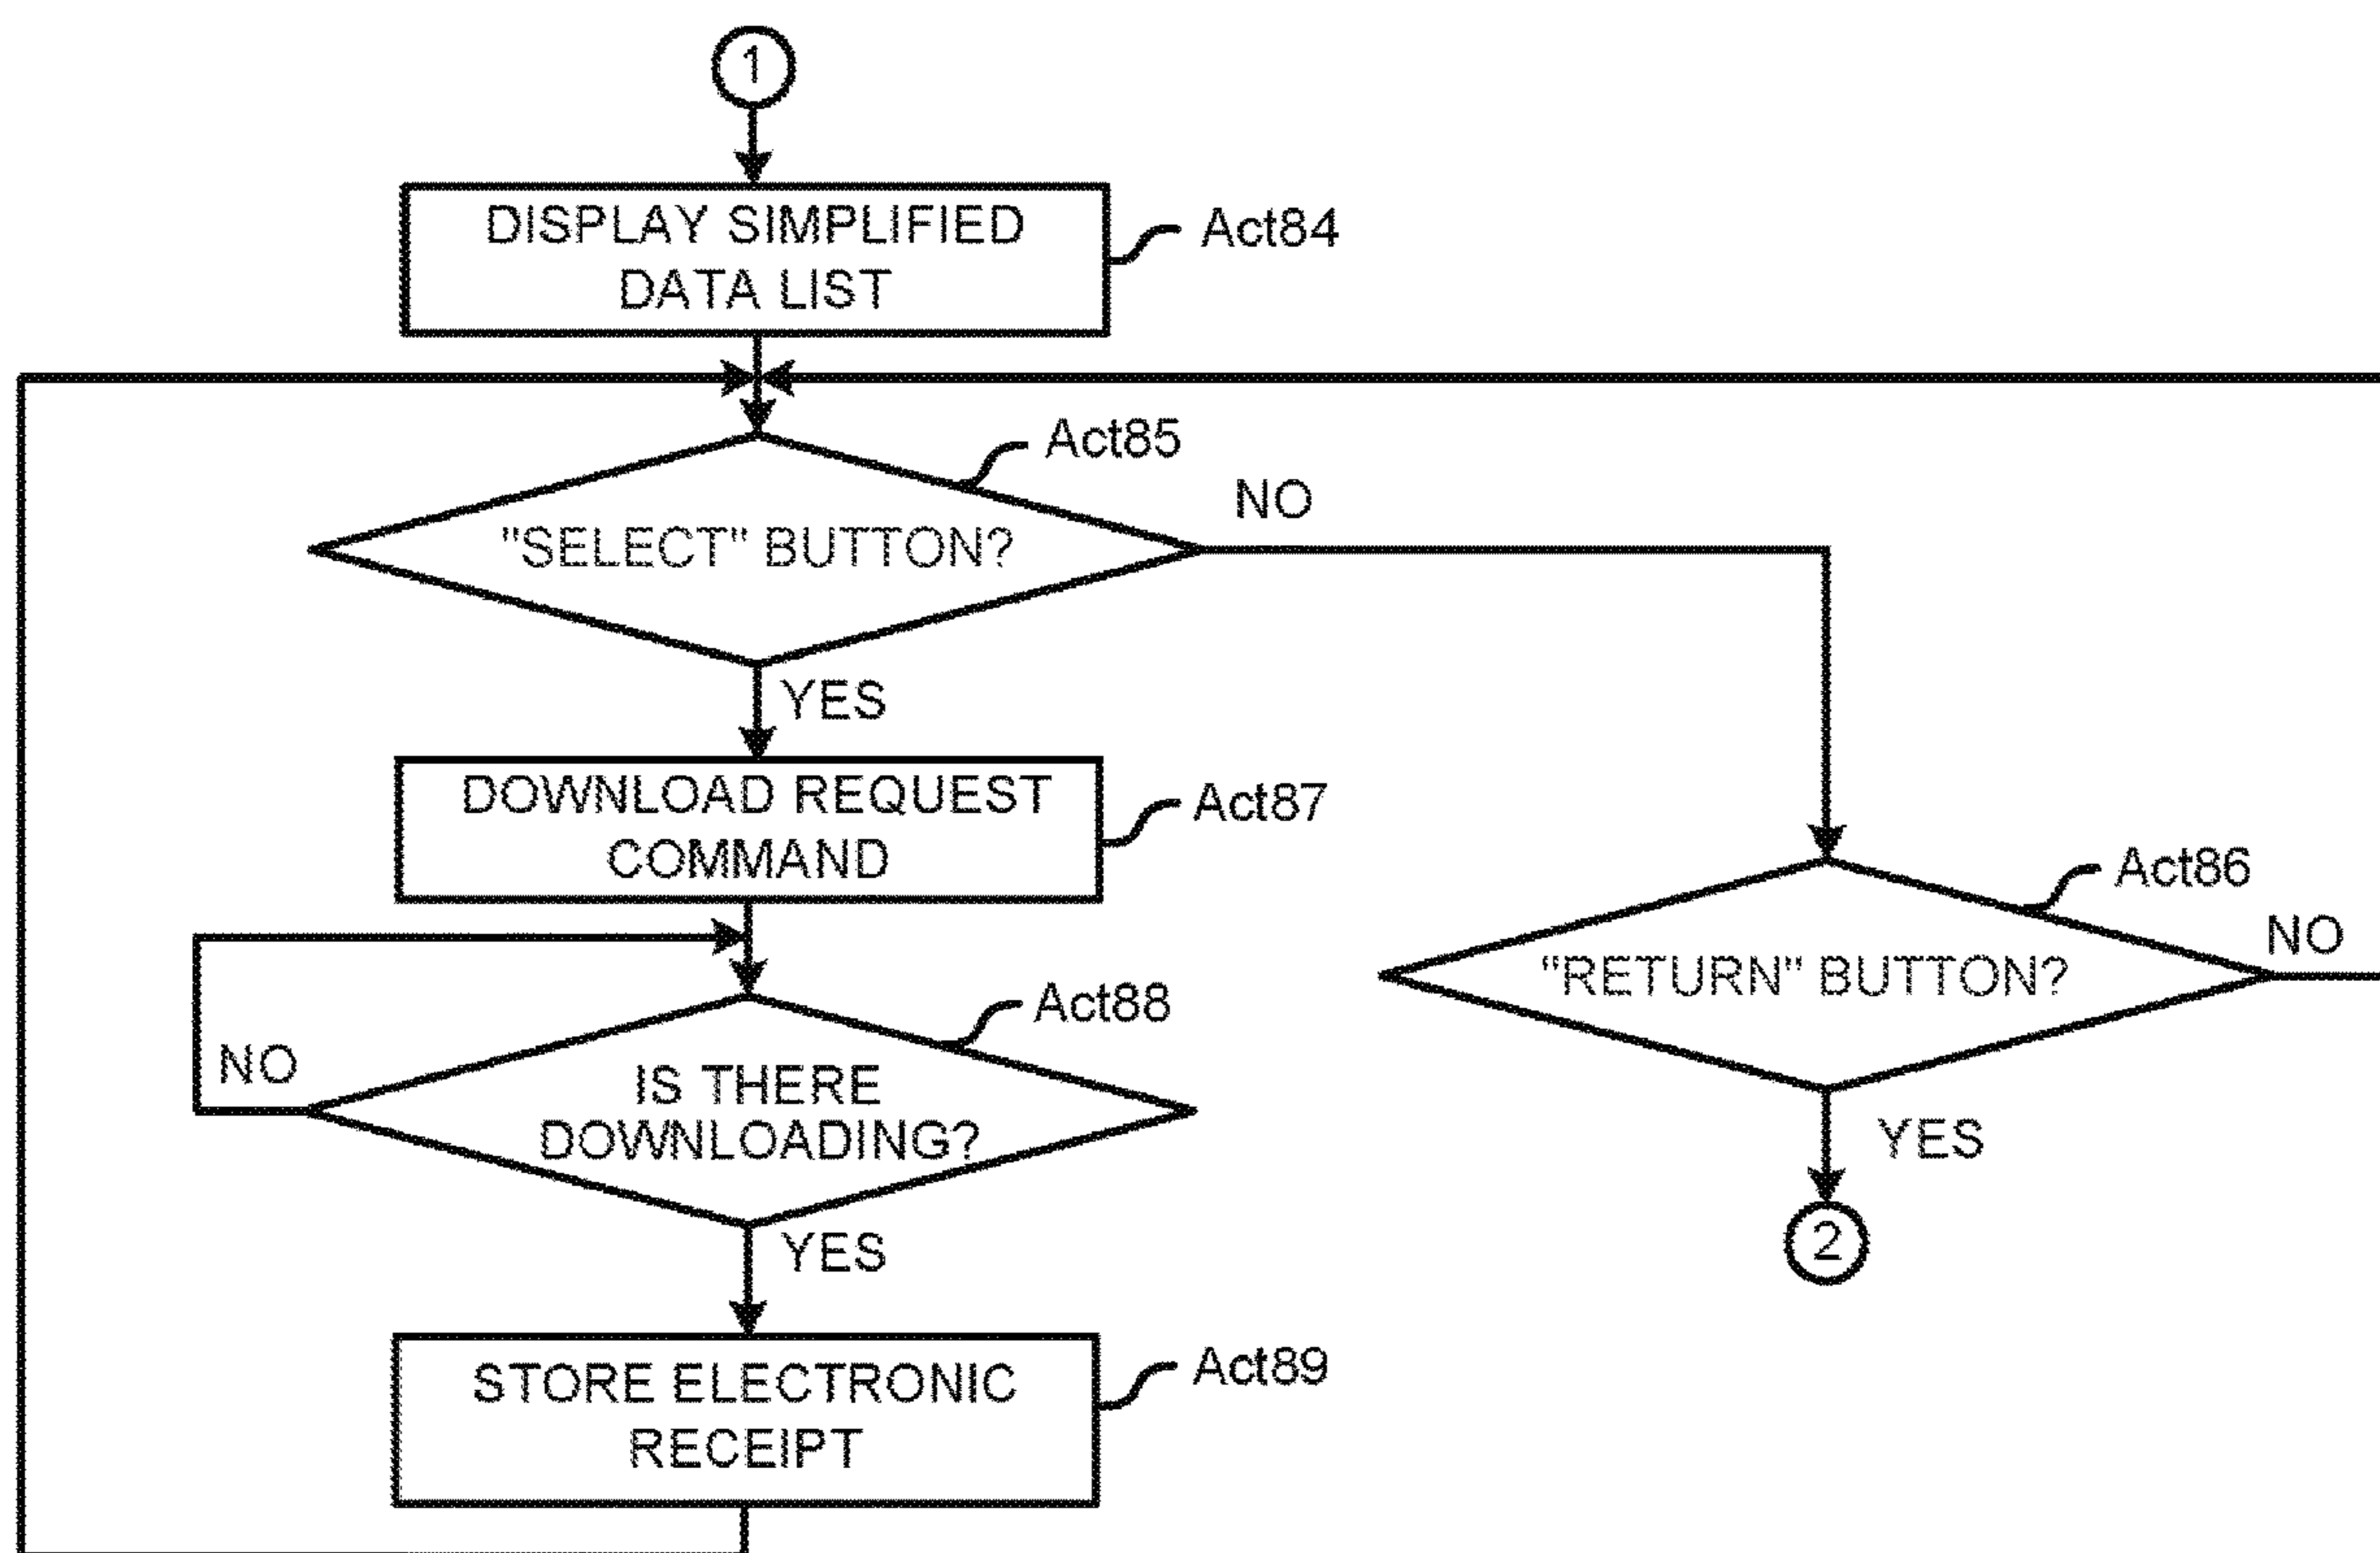 1
DISPLAY SIMPLIFIED
DATA LIST
Act84
Act85
"SELECT" BUTTON?
NO
YES
DOWNLOAD REQUEST
COMMAND
Act87
Act86
"RETURN" BUTTON?
NO
YES
2
Act88
IS THERE
DOWNLOADING?
NO
YES
STORE ELECTRONIC
RECEIPT
Act89